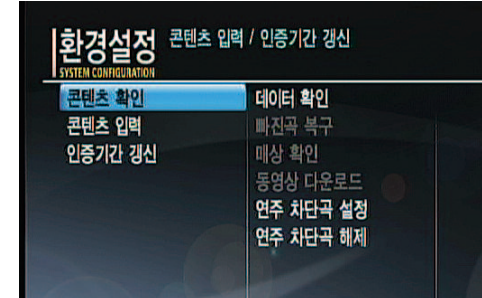 환경설정 콘텐츠 입력 / 인증기간 갱신
SYSTEM CONFIGURATION
콘텐츠 확인
콘텐츠 입력
인증기간 갱신
데이터 확인
빠진곡 복구
매상 확인
동영상 다운로드
연주 차단곡 설정
연주 차단곡 해제